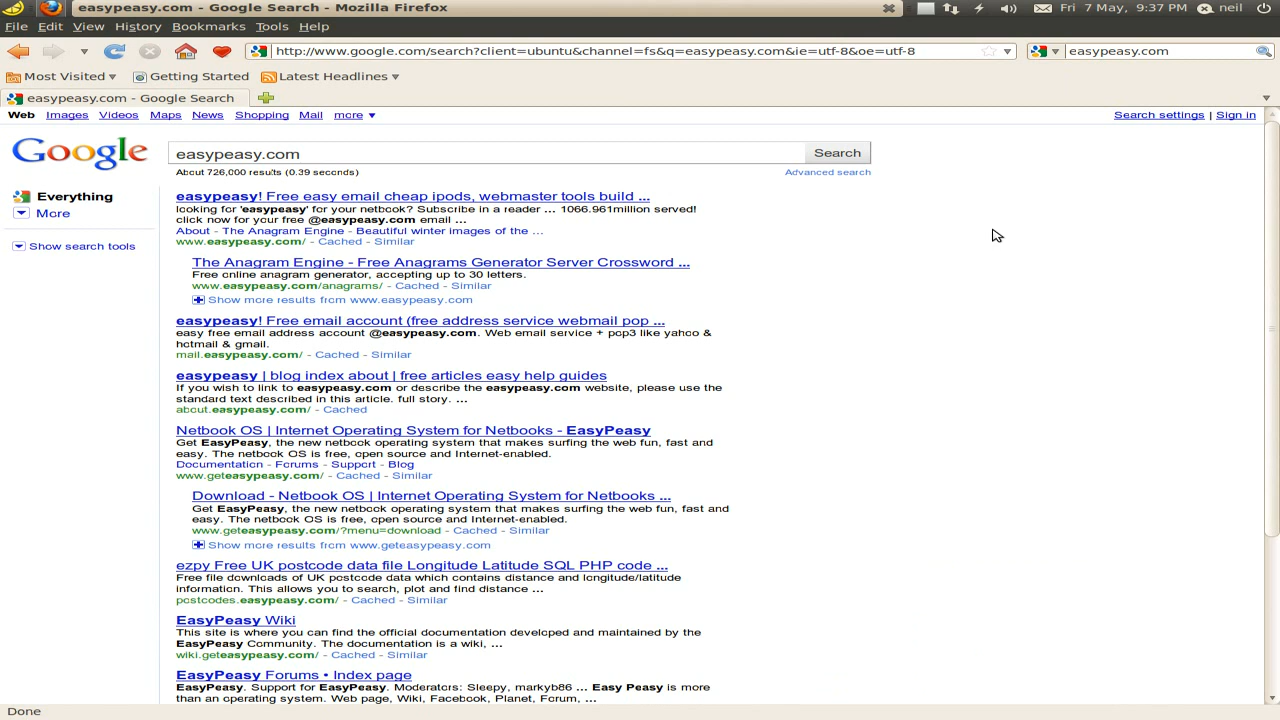 easypeasy.com - Google Search - Mozilla Firefox
Fri 7 May, 9:37 PM neil
File Edit View History Bookmarks Tools Help
http://www.google.com/search?client=ubuntu&channel=fs&q=easypeasy.com&ie=utf-8&oe=utf-8
easypeasy.com
Most Visited Getting Started Latest Headlines
easypeasy.com - Google Search
Web Images Videos Maps News Shopping Mail more
Search settings | Sign in
Google
easypeasy.com Search
About 726,000 results (0.39 seconds) Advanced search
Everything
More
Show search tools
easypeasy! Free easy email cheap ipods, webmaster tools build ...
looking for 'easypeasy' for your netbook? Subscribe in a reader ... 1066.961million served!
click now for your free @easypeasy.com email ...
About - The Anagram Engine - Beautiful winter images of the ...
www.easypeasy.com/ - Cached - Similar
The Anagram Engine - Free Anagrams Generator Server Crossword ...
Free online anagram generator, accepting up to 30 letters.
www.easypeasy.com/anagrams/ - Cached - Similar
Show more results from www.easypeasy.com
easypeasy! Free email account (free address service webmail pop ...
easy free email address account @easypeasy.com. Web email service + pop3 like yahoo &
hotmail & gmail.
mail.easypeasy.com/ - Cached - Similar
easypeasy | blog index about | free articles easy help guides
If you wish to link to easypeasy.com or describe the easypeasy.com website, please use the
standard text described in this article. full story. ...
about.easypeasy.com/ - Cached
Netbook OS | Internet Operating System for Netbooks - EasyPeasy
Get EasyPeasy, the new netbook operating system that makes surfing the web fun, fast and
easy. The netbook OS is free, open source and Internet-enabled.
Documentation - Forums - Support - Blog
www.geteasypeasy.com/ - Cached - Similar
Download - Netbook OS | Internet Operating System for Netbooks ...
Get EasyPeasy, the new netbook operating system that makes surfing the web fun, fast and
easy. The netbook OS is free, open source and Internet-enabled.
www.geteasypeasy.com/?menu=download - Cached - Similar
Show more results from www.geteasypeasy.com
ezpy Free UK postcode data file Longitude Latitude SQL PHP code ...
Free file downloads of UK postcode data which contains distance and longitude/latitude
information. This allows you to search, plot and find distance ...
postcodes.easypeasy.com/ - Cached - Similar
EasyPeasy Wiki
This site is where you can find the official documentation developed and maintained by the
EasyPeasy Community. The documentation is a wiki, ...
wiki.geteasypeasy.com/ - Cached - Similar
EasyPeasy Forums • Index page
EasyPeasy. Support for EasyPeasy. Moderators: Sleepy, markyb86 ... Easy Peasy is more
than an operating system. Web page, Wiki, Facebook, Planet, Forum, ...
Done